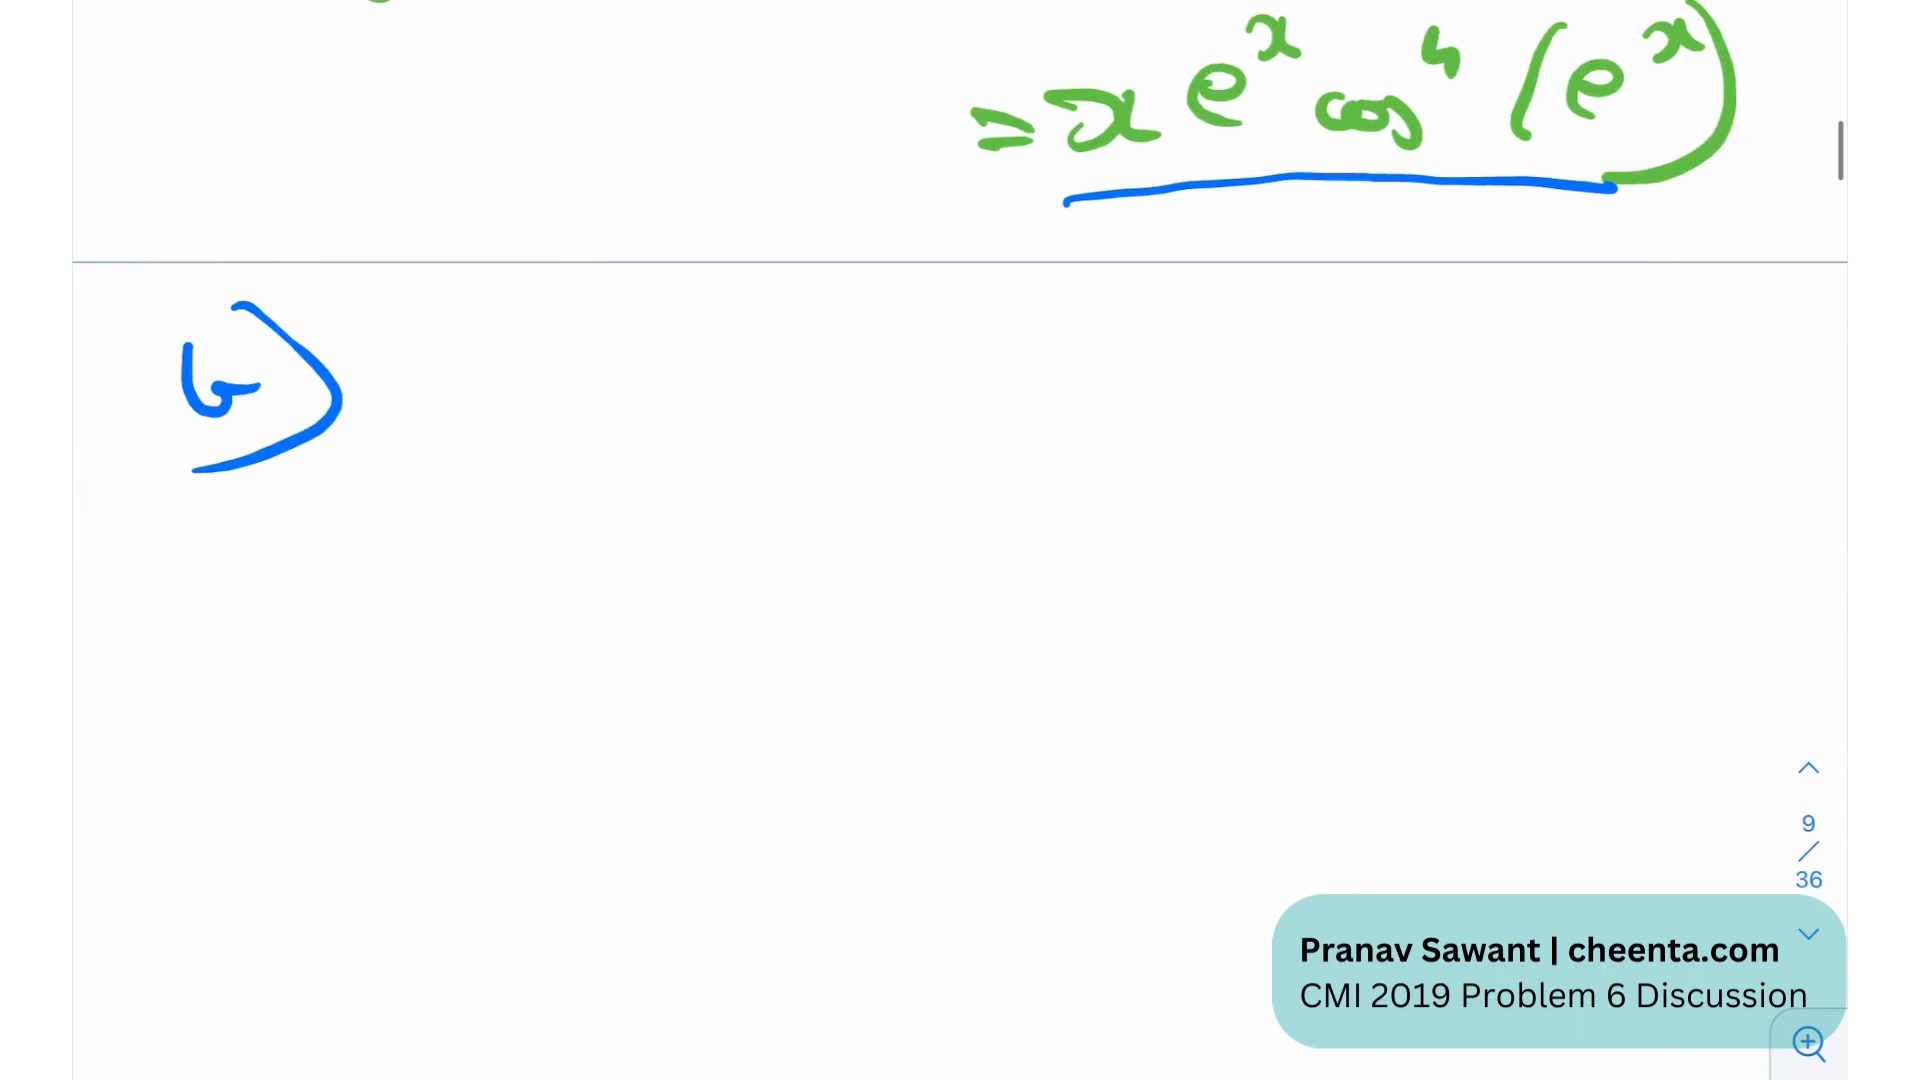 = x e^x cos^4 (e^x)
b)
9
/
36
Pranav Sawant | cheenta.com
CMI 2019 Problem 6 Discussion